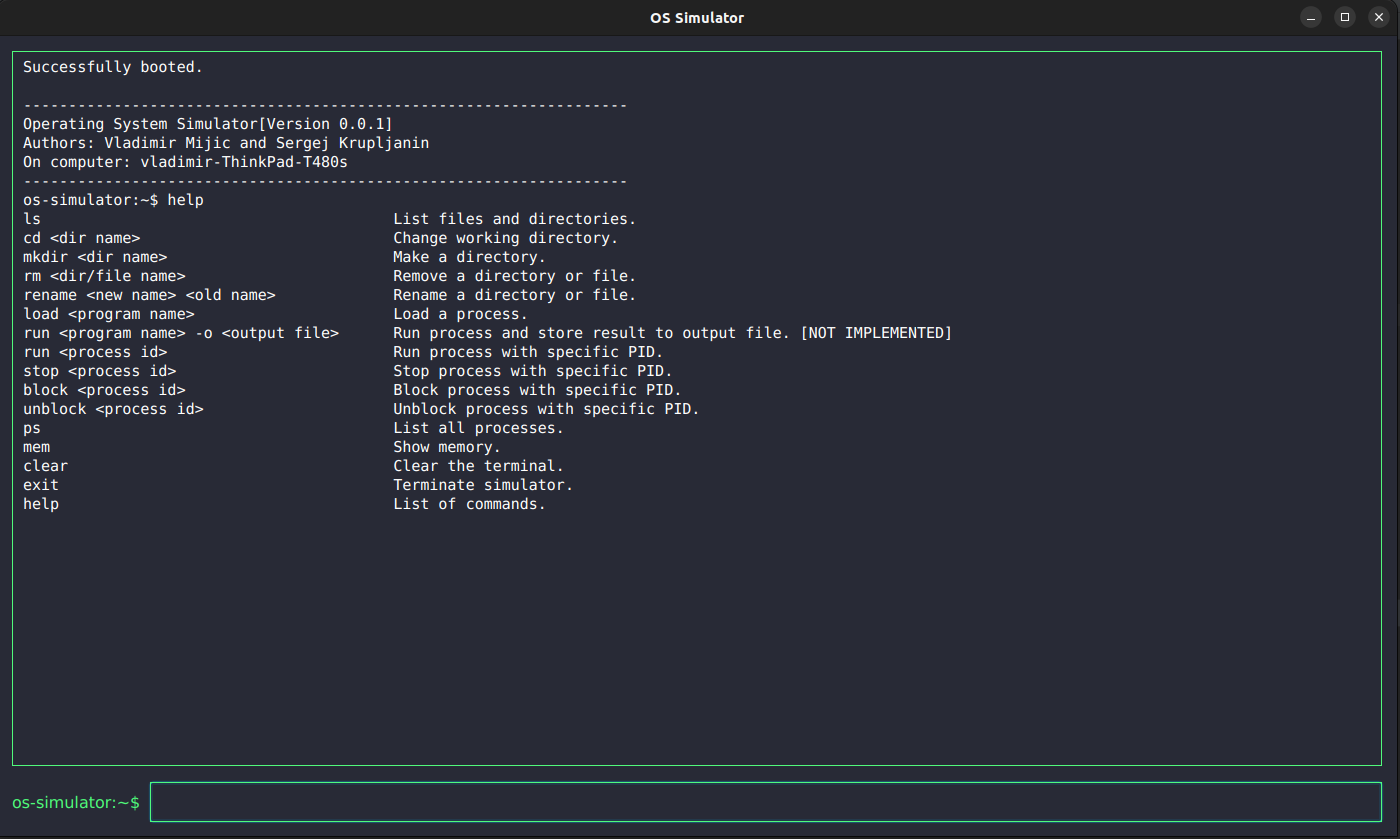 OS Simulator
Successfully booted.
-------------------------------------------------------------------
Operating System Simulator[Version 0.0.1]
Authors: Vladimir Mijic and Sergej Krupljanin
On computer: vladimir-ThinkPad-T480s
-------------------------------------------------------------------
os-simulator:~$ help
ls List files and directories.
cd <dir name> Change working directory.
mkdir <dir name> Make a directory.
rm <dir/file name> Remove a directory or file.
rename <new name> <old name> Rename a directory or file.
load <program name> Load a process.
run <program name> -o <output file> Run process and store result to output file. [NOT IMPLEMENTED]
run <process id> Run process with specific PID.
stop <process id> Stop process with specific PID.
block <process id> Block process with specific PID.
unblock <process id> Unblock process with specific PID.
ps List all processes.
mem Show memory.
clear Clear the terminal.
exit Terminate simulator.
help List of commands.
os-simulator:~$